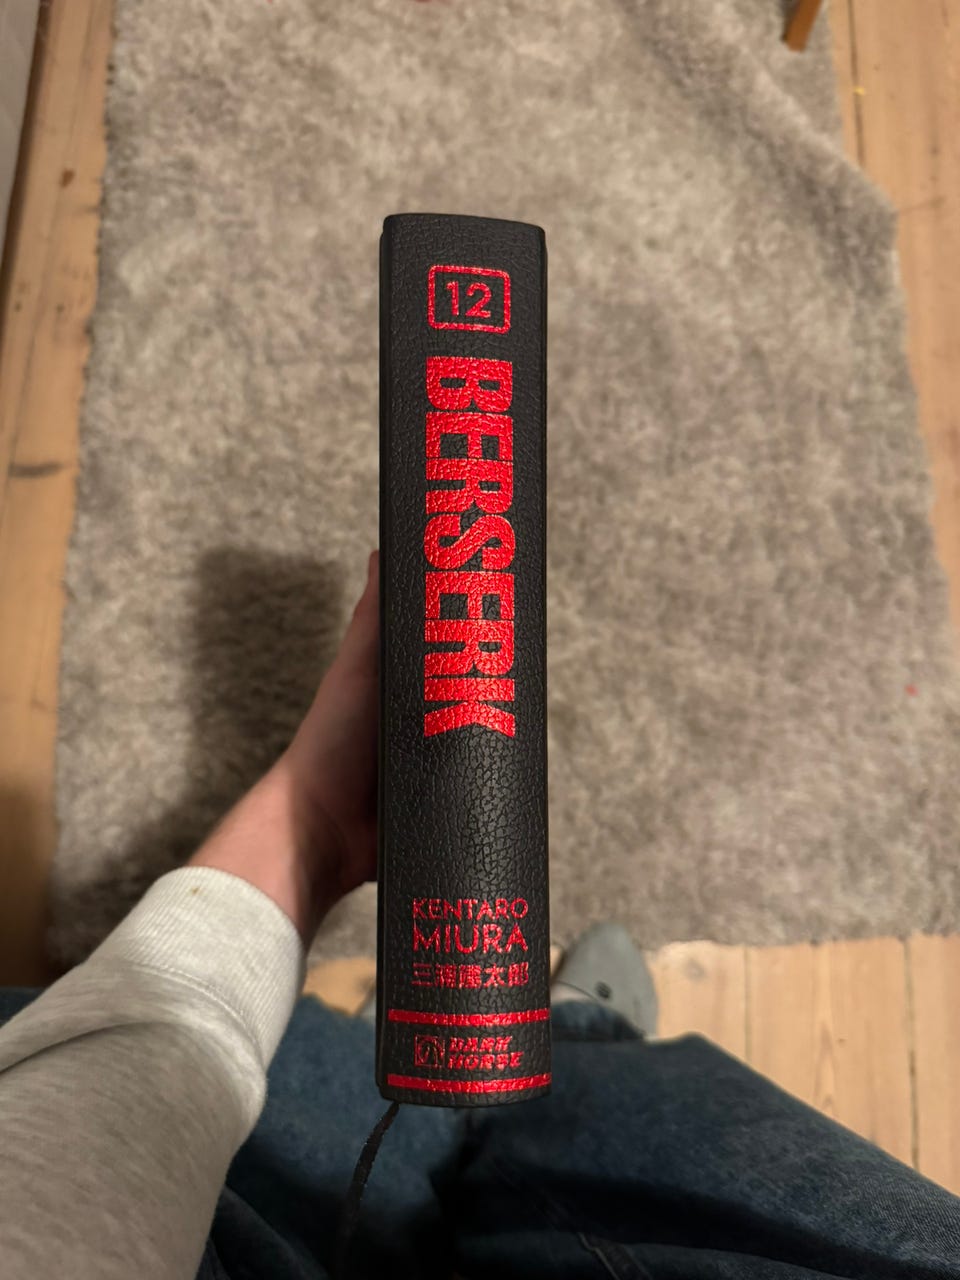 12
BERSERK
KENTARO
MIURA
三浦建太郎
DARK
HORSE